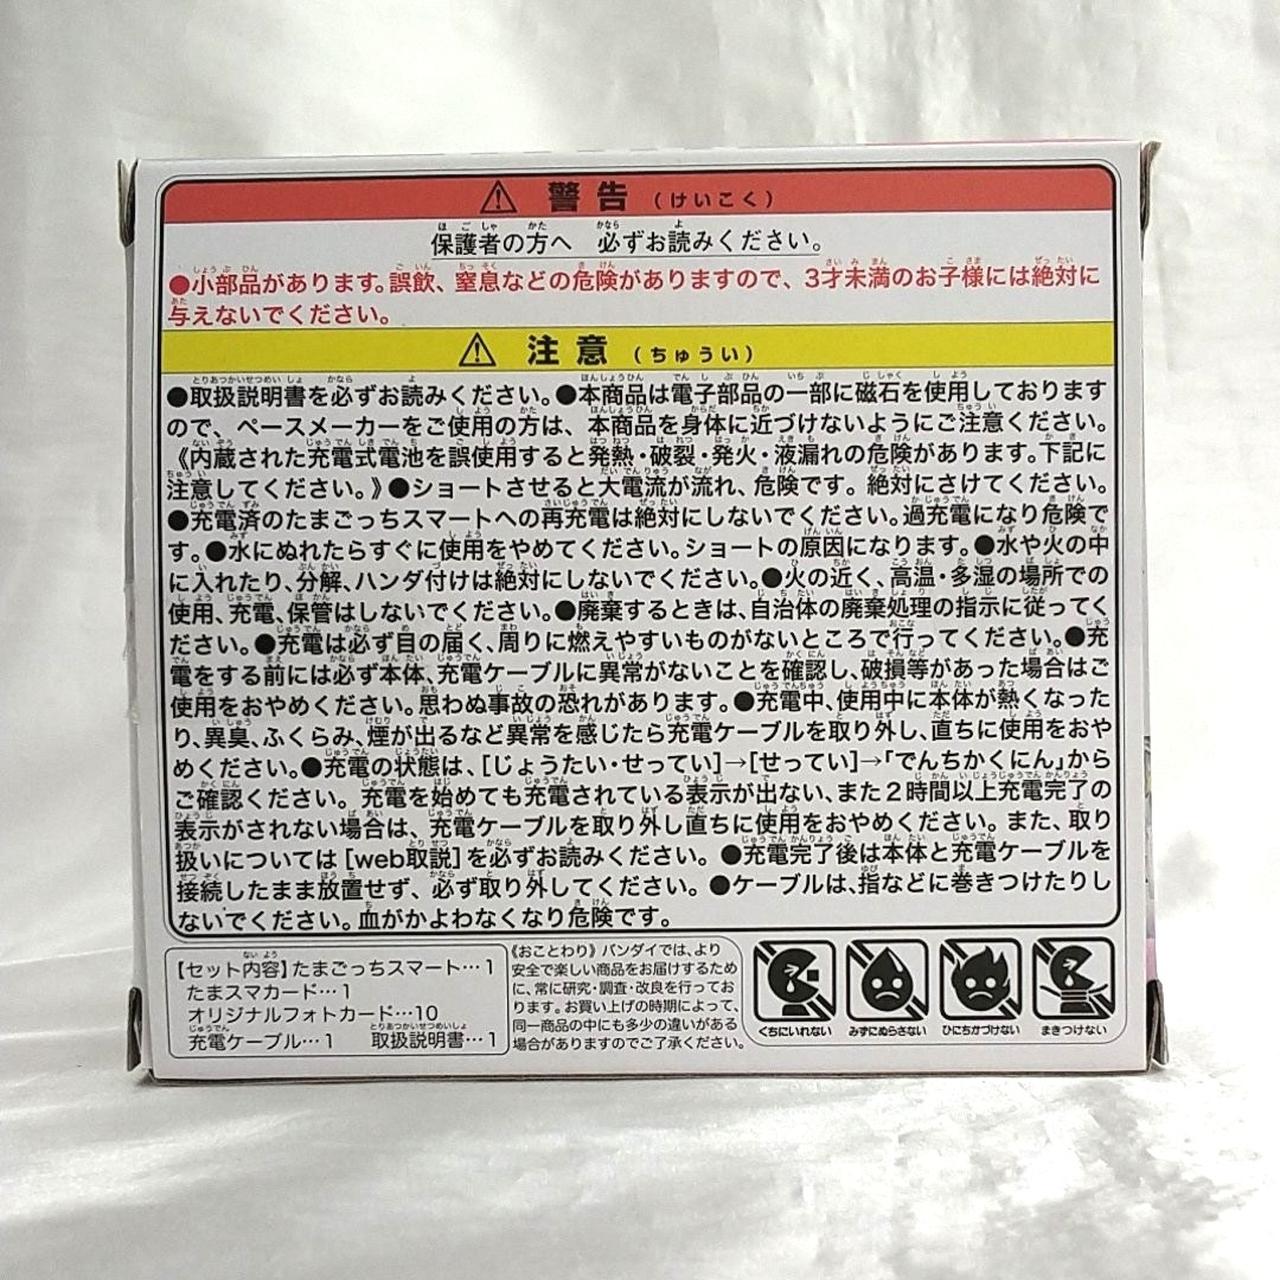 ⚠ 警告（けいこく）
保護者の方へ 必ずお読みください。
●小部品があります。誤飲、窒息などの危険がありますので、3才未満のお子様には絶対に
与えないでください。
⚠ 注意（ちゅうい）
●取扱説明書を必ずお読みください。●本商品は電子部品の一部に磁石を使用しております
ので、ペースメーカーをご使用の方は、本商品を身体に近づけないようにご注意ください。
《内蔵された充電式電池を誤使用すると発熱・破裂・発火・液漏れの危険があります。下記に
注意してください。》●ショートさせると大電流が流れ、危険です。絶対にさけてください。
●充電済のたまごっちスマートへの再充電は絶対にしないでください。過充電になり危険で
す。●水にぬれたらすぐに使用をやめてください。ショートの原因になります。●水や火の中
に入れたり、分解、ハンダ付けは絶対にしないでください。●火の近く、高温・多湿の場所での
使用、充電、保管はしないでください。●廃棄するときは、自治体の廃棄処理の指示に従ってく
ださい。●充電は必ず目の届く、周りに燃えやすいものがないところで行ってください。●充
電をする前には必ず本体、充電ケーブルに異常がないことを確認し、破損等があった場合はご
使用をおやめください。思わぬ事故の恐れがあります。●充電中、使用中に本体が熱くなった
り、異臭、ふくらみ、煙が出るなど異常を感じたら充電ケーブルを取り外し、直ちに使用をおや
めください。●充電の状態は、[じょうたい・せってい]→[せってい]→「でんちかくにん」から
ご確認ください。充電を始めても充電されている表示が出ない、また2時間以上充電完了の
表示がされない場合は、充電ケーブルを取り外し直ちに使用をおやめください。また、取り
扱いについては[web取説]を必ずお読みください。●充電完了後は本体と充電ケーブルを
接続したまま放置せず、必ず取り外してください。●ケーブルは、指などに巻きつけたりし
ないでください。血がかよわなくなり危険です。
【セット内容】たまごっちスマート…1
たまスマカード…1
オリジナルフォトカード…10
充電ケーブル…1 取扱説明書…1
《おことわり》バンダイでは、より
安全で楽しい商品をお届けするため
に、常に研究・調査・改良を行ってお
ります。お買い上げの時期によって、
同一商品の中にも多少の違いがある
場合がありますのでご了承ください。
くちにいれない みずにぬらさない ひにちかづけない まきつけない